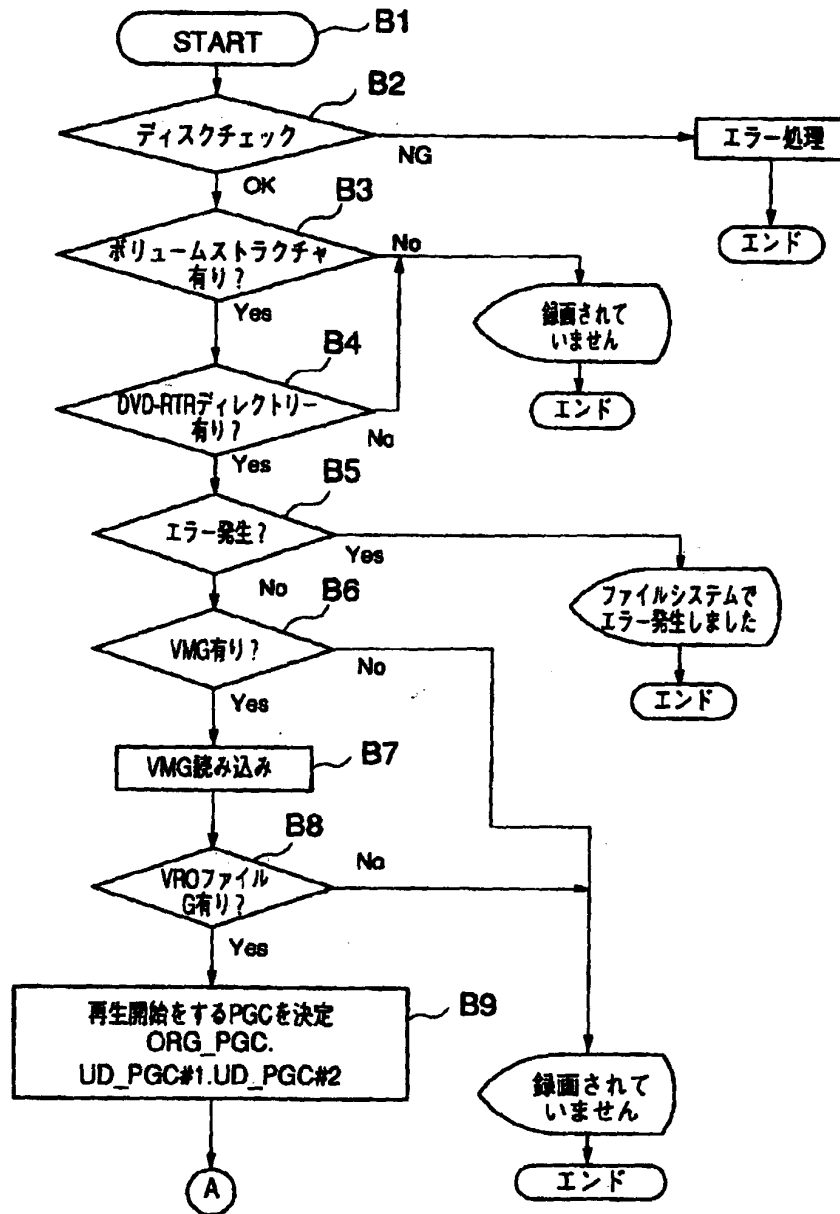 START
B1
ディスクチェック
B2
NG
エラー処理
エンド
OK
ボリュームストラクチャ
有り？
B3
No
Yes
録画されて
いません
エンド
DVD-RTRディレクトリー
有り？
B4
No
Yes
エラー発生？
B5
Yes
No
ファイルシステムで
エラー発生しました
エンド
VMG有り？
B6
No
Yes
VMG読み込み
B7
VROファイル
G有り？
B8
No
Yes
再生開始をするPGCを決定
ORG_PGC.
UD_PGC#1.UD_PGC#2
B9
録画されて
いません
エンド
A